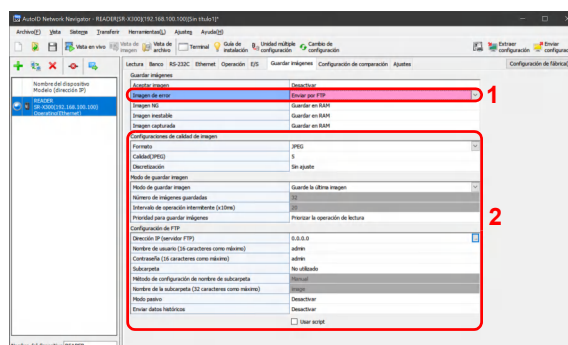 AutoID Network Navigator - READER[SR-X300][192.168.100.100][Sin título1]*
Archivo(F) Vista Sistema Transferir Herramientas(L) Ajustes Ayuda(H)
Vista en vivo Vista de imagen Vista de archivo Terminal Guía de instalación Unidad múltiple configuración Cambio de configuración Extraer configuración Enviar configuración
Lectura Banco RS-232C Ethernet Operación E/S Guardar imágenes Configuración de comparación Ajustes Configuración de fábrica
Nombre del dispositivo
Modelo (dirección IP)
READER
SR-X300(192.168.100.100)
Operating(Ethernet)
Guardar imágenes
Aceptar imagen Desactivar
Imagen de error Enviar por FTP
1
Imagen NG Guardar en RAM
Imagen inestable Guardar en RAM
Imagen capturada Guardar en RAM
Configuraciones de calidad de imagen
Formato JPEG
Calidad(JPEG) 5
Discretización Sin ajuste
Modo de guardar imagen
Modo de guardar imagen Guarde la última imagen
Número de imágenes guardadas 32
Intervalo de operación intermitente (x10ms) 20
Prioridad para guardar imágenes Priorizar la operación de lectura
2
Configuración de FTP
Dirección IP (servidor FTP) 0.0.0.0
Nombre de usuario (16 caracteres como máximo) admin
Contraseña (16 caracteres como máximo) admin
Subcarpeta No utilizado
Método de configuración de nombre de subcarpeta Manual
Nombre de la subcarpeta (32 caracteres como máximo) image
Modo pasivo Desactivar
Enviar datos históricos Desactivar
Usar script